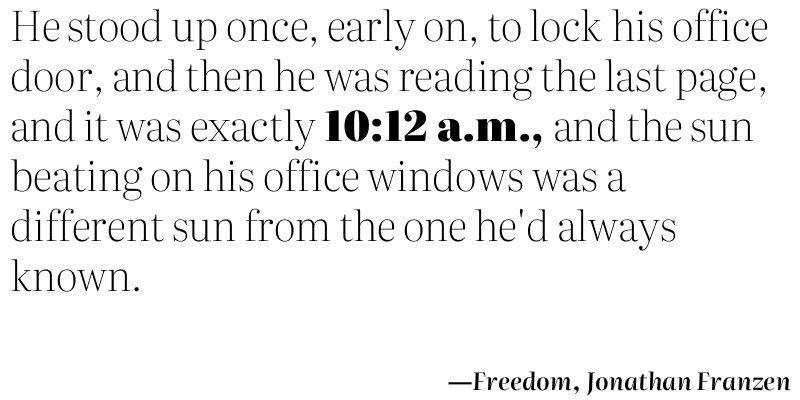 He stood up once, early on, to lock his office
door, and then he was reading the last page,
and it was exactly 10:12 a.m., and the sun
beating on his office windows was a
different sun from the one he'd always
known.
—Freedom, Jonathan Franzen